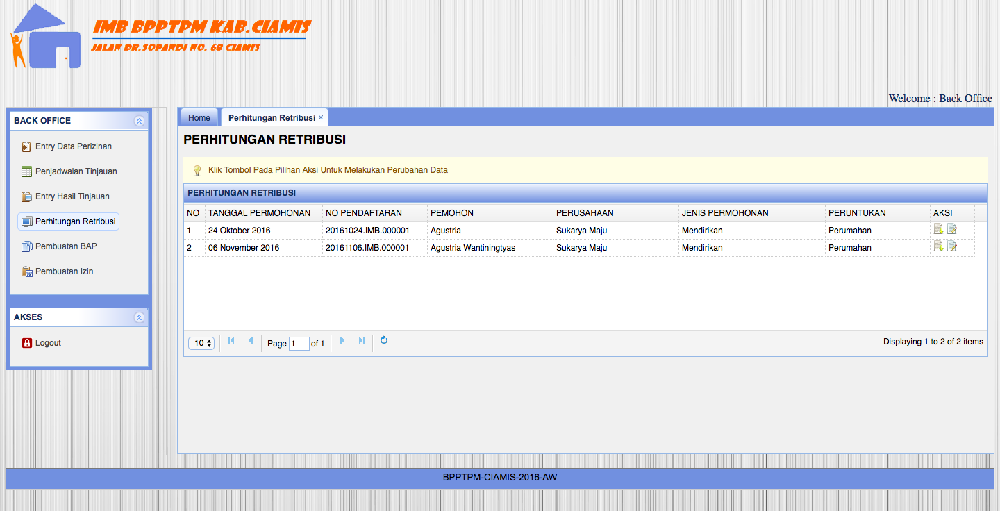 IMB BPPTPM KAB.CIAMIS
JALAN DR.SOPANDI NO. 68 CIAMIS
Welcome : Back Office
BACK OFFICE
Entry Data Perizinan
Penjadwalan Tinjauan
Entry Hasil Tinjauan
Perhitungan Retribusi
Pembuatan BAP
Pembuatan Izin
AKSES
Logout
Home Perhitungan Retribusi ×
PERHITUNGAN RETRIBUSI
Klik Tombol Pada Pilihan Aksi Untuk Melakukan Perubahan Data
PERHITUNGAN RETRIBUSI
NO TANGGAL PERMOHONAN NO PENDAFTARAN PEMOHON PERUSAHAAN JENIS PERMOHONAN PERUNTUKAN AKSI
1 24 Oktober 2016 20161024.IMB.000001 Agustria Sukarya Maju Mendirikan Perumahan
2 06 November 2016 20161106.IMB.000001 Agustria Wantiningtyas Sukarya Maju Mendirikan Perumahan
10 Page 1 of 1 Displaying 1 to 2 of 2 items
BPPTPM-CIAMIS-2016-AW